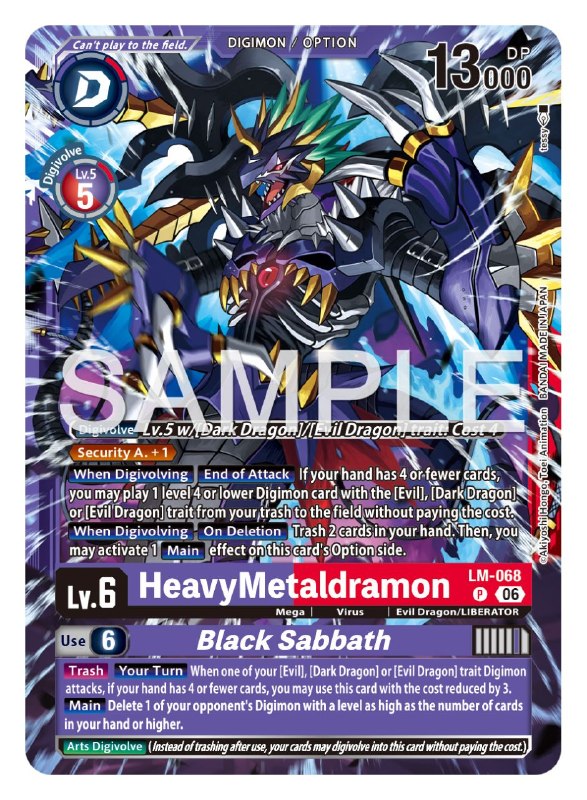 Can't play to the field.
DIGIMON / OPTION
13000 DP
D
Digivolve
Lv.5
5
tessy
SAMPLE
©Akiyoshi Hongo, Toei Animation BANDAI MADE IN JAPAN
Digivolve Lv.5 w/[Dark Dragon]/[Evil Dragon] trait: Cost 4
Security A. +1
When Digivolving End of Attack If your hand has 4 or fewer cards,
you may play 1 level 4 or lower Digimon card with the [Evil], [Dark Dragon]
or [Evil Dragon] trait from your trash to the field without paying the cost.
When Digivolving On Deletion Trash 2 cards in your hand. Then, you
may activate 1 Main effect on this card's Option side.
Lv.6
HeavyMetaldramon
LM-068
P 06
Mega | Virus | Evil Dragon/LIBERATOR
Use 6
Black Sabbath
Trash Your Turn When one of your [Evil], [Dark Dragon] or [Evil Dragon] trait Digimon
attacks, if your hand has 4 or fewer cards, you may use this card with the cost reduced by 3.
Main Delete 1 of your opponent's Digimon with a level as high as the number of cards
in your hand or higher.
Arts Digivolve (Instead of trashing after use, your cards may digivolve into this card without paying the cost.)